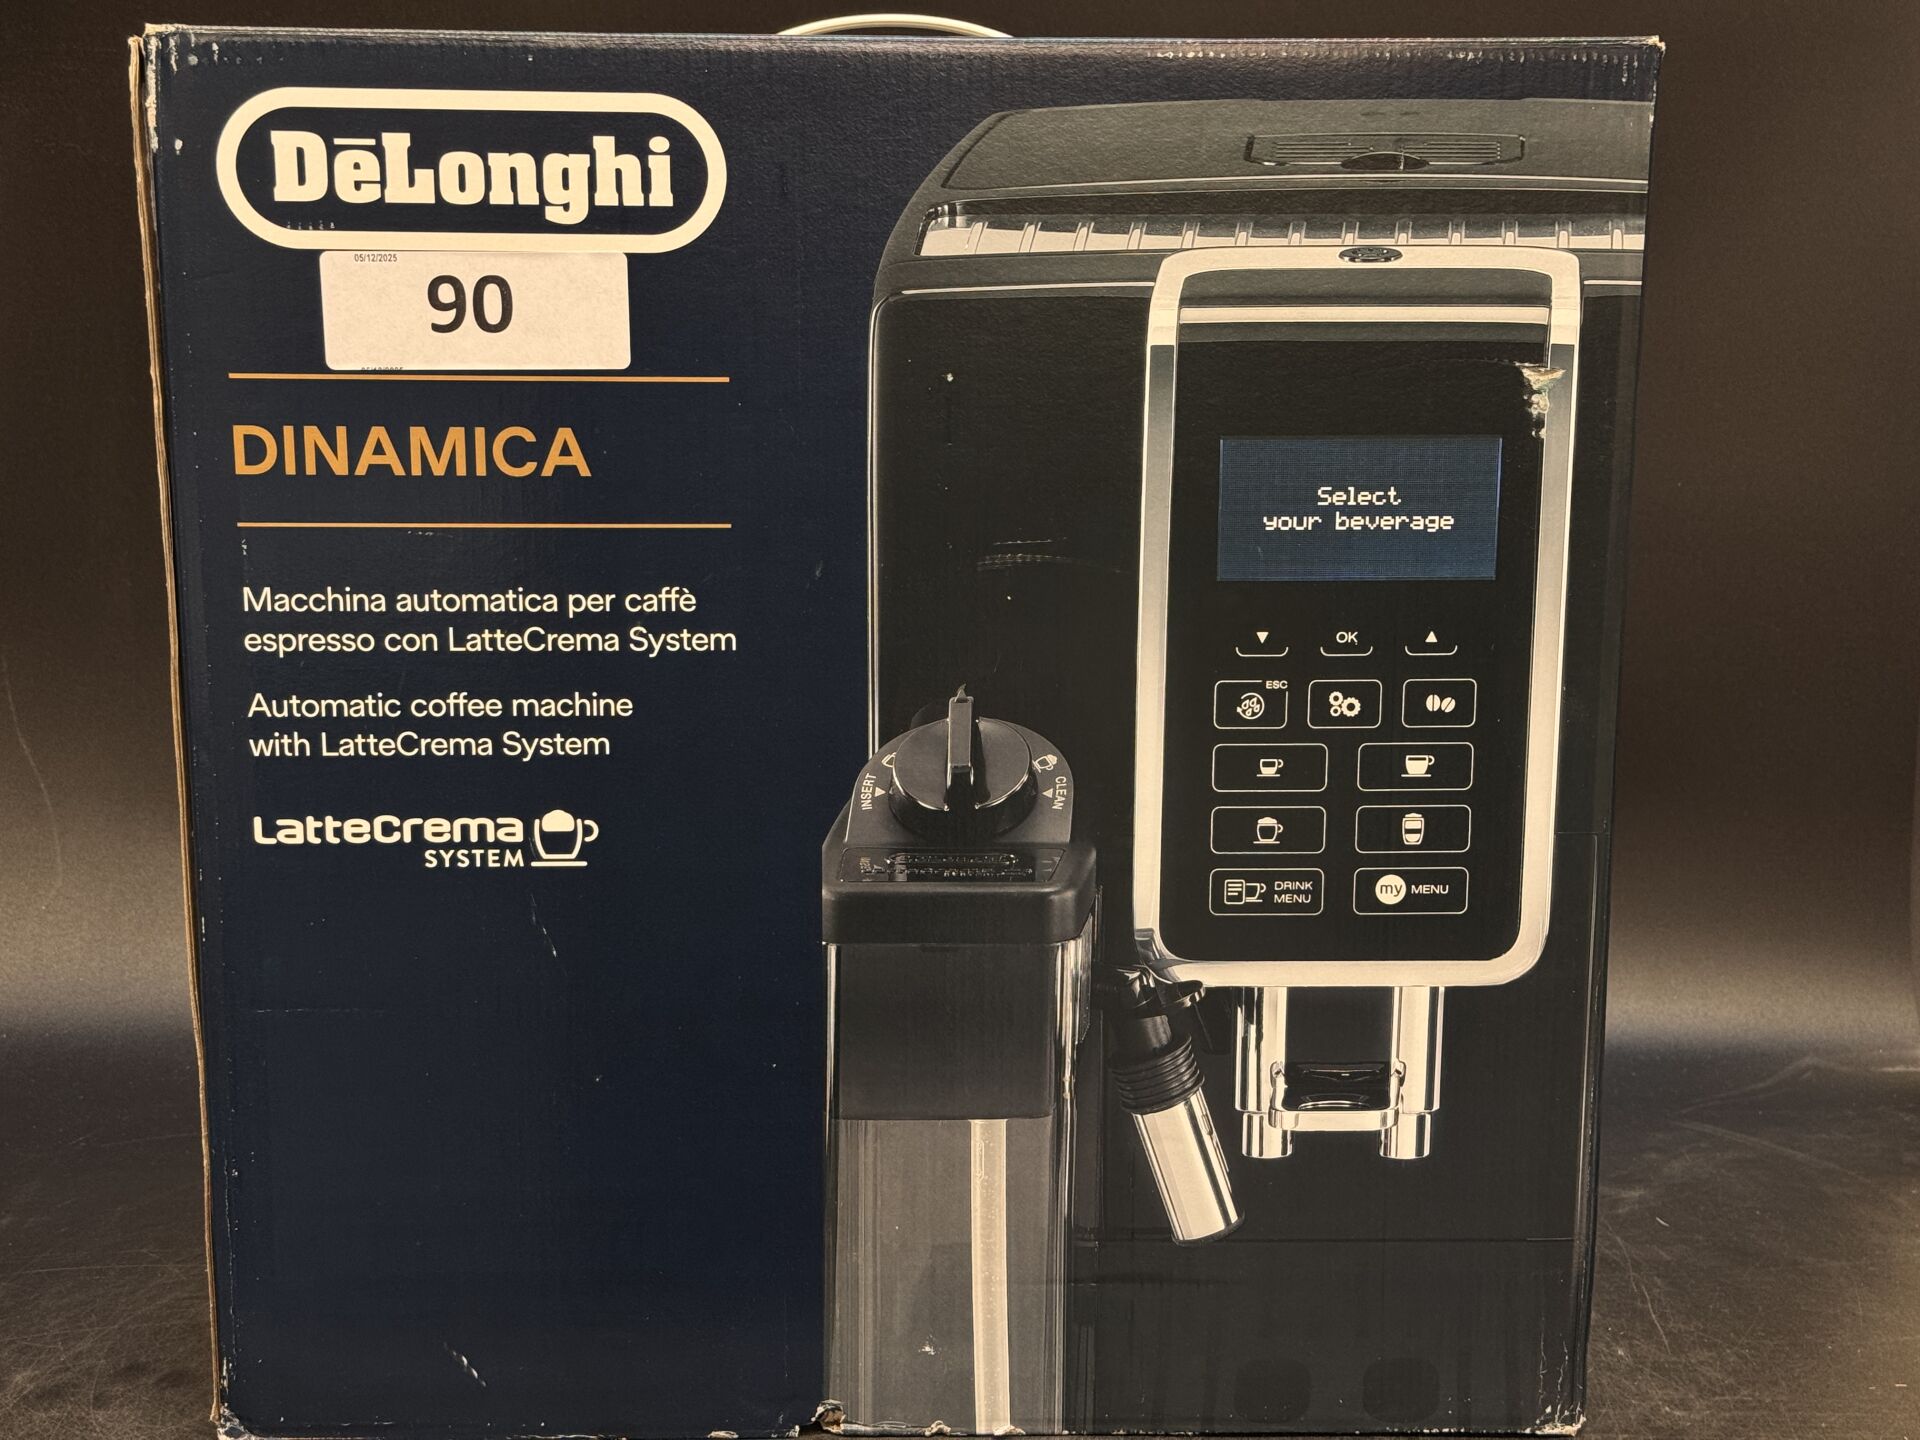 DēLonghi
05/12/2025
90
DINAMICA
Macchina automatica per caffè
espresso con LatteCrema System
Automatic coffee machine
with LatteCrema System
LatteCrema
SYSTEM
Select
your beverage
OK
ESC
DRINK
MENU
my MENU
INSERT
CLEAN